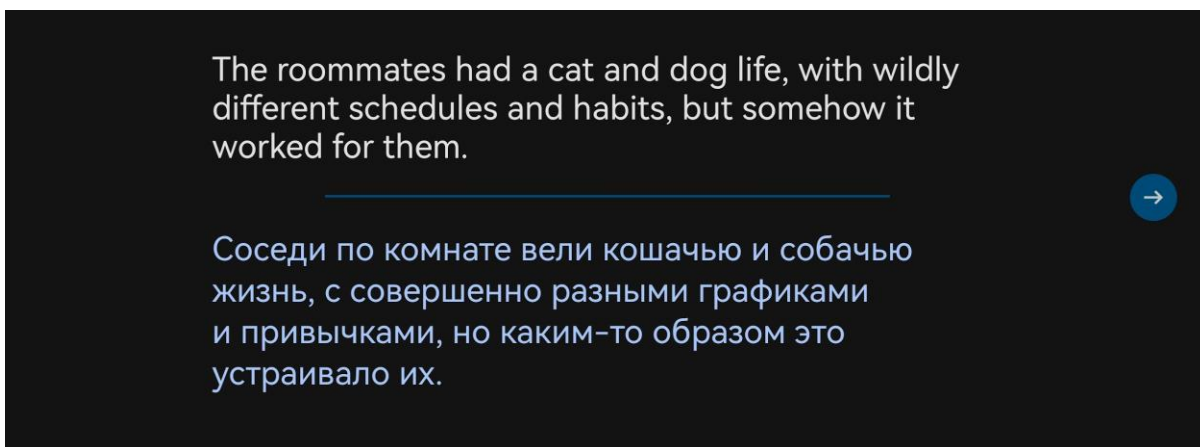 The roommates had a cat and dog life, with wildly
different schedules and habits, but somehow it
worked for them.
Соседи по комнате вели кошачью и собачью
жизнь, с совершенно разными графиками
и привычками, но каким-то образом это
устраивало их.